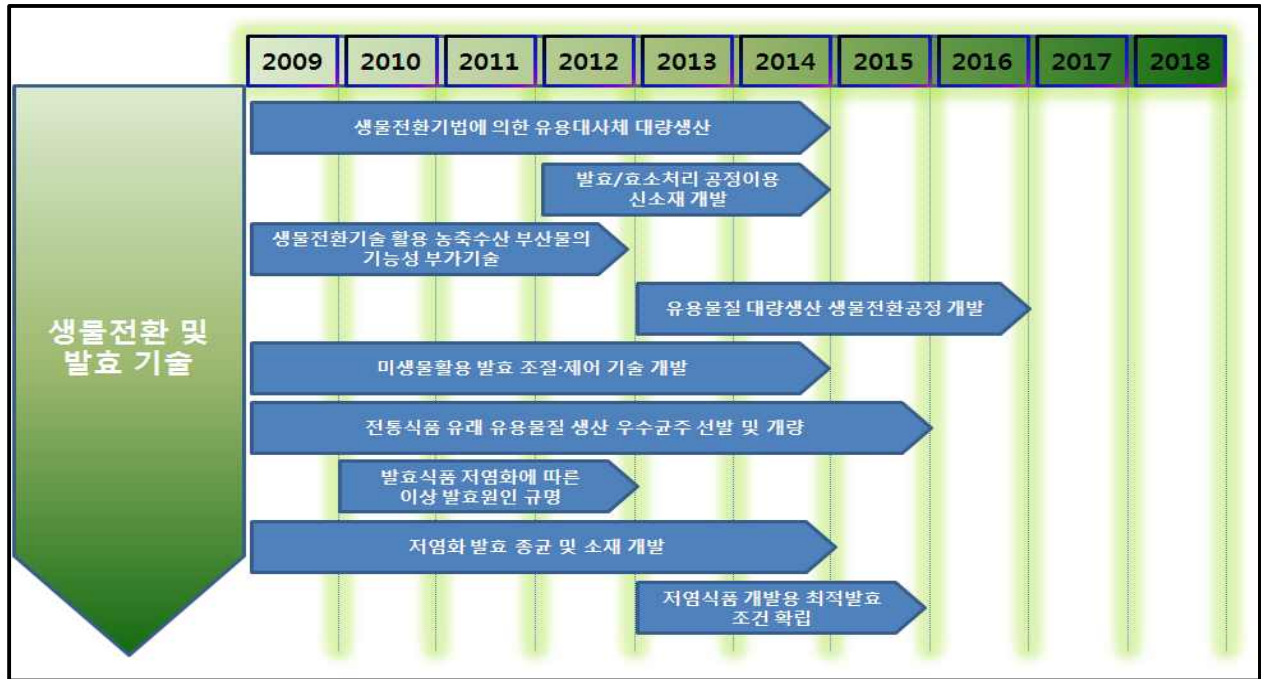 2009 2010 2011 2012 2013 2014 2015 2016 2017 2018
생물전환 및
발효 기술
생물전환기법에 의한 유용대사체 대량생산
발효/효소처리 공정이용
신소재 개발
생물전환기술 활용 농축수산 부산물의
기능성 부가기술
유용물질 대량생산 생물전환공정 개발
미생물활용 발효 조절·제어 기술 개발
전통식품 유래 유용물질 생산 우수균주 선발 및 개량
발효식품 저염화에 따른
이상 발효원인 규명
저염화 발효 종균 및 소재 개발
저염식품 개발용 최적발효
조건 확립